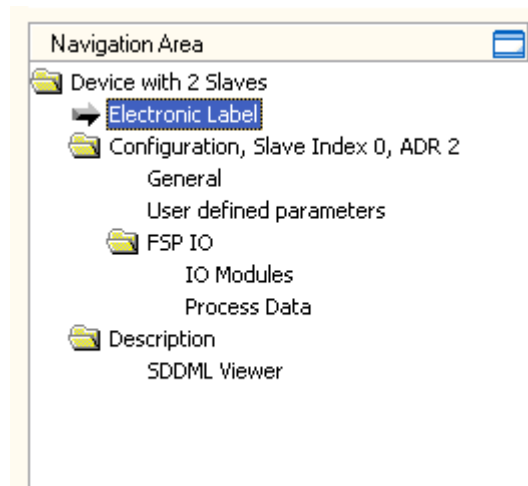 Navigation Area
Device with 2 Slaves
Electronic Label
Configuration, Slave Index 0, ADR 2
General
User defined parameters
FSP IO
IO Modules
Process Data
Description
SDDML Viewer